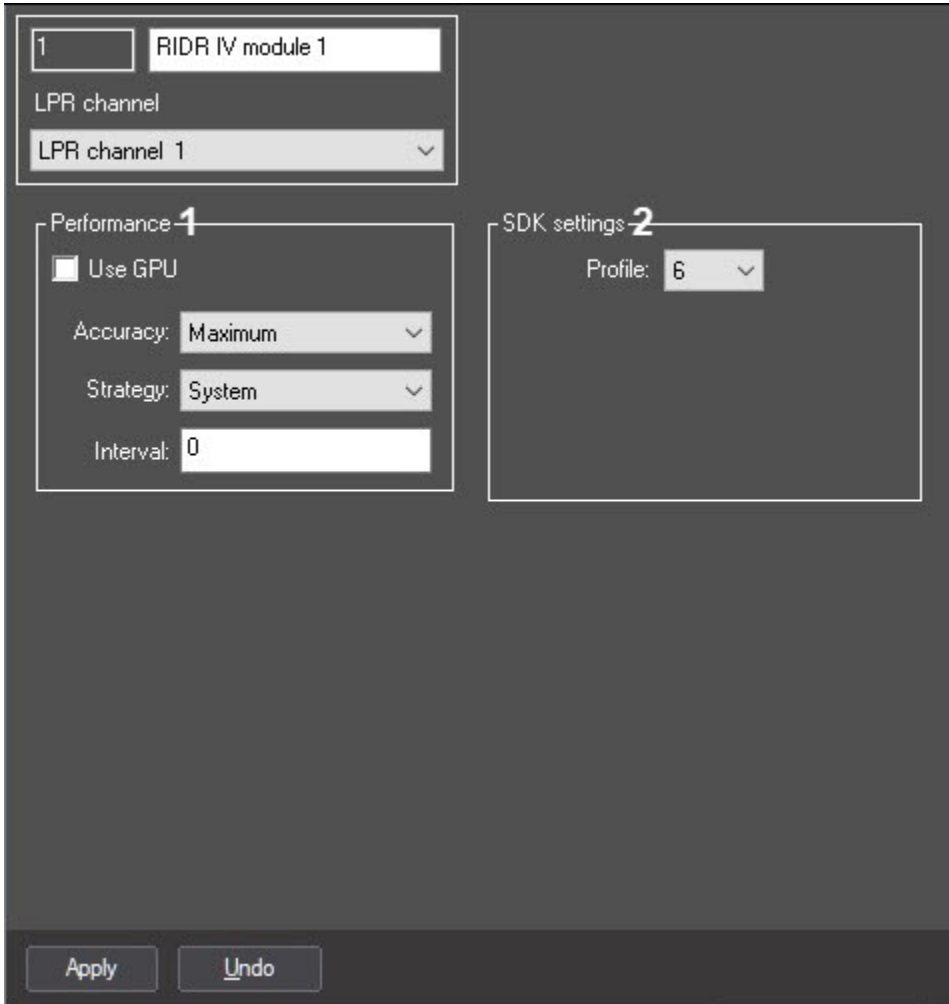 1 RIDR IV module 1
LPR channel
LPR channel 1
Performance 1
Use GPU
Accuracy: Maximum
Strategy: System
Interval: 0
SDK settings 2
Profile: 6
Apply Undo